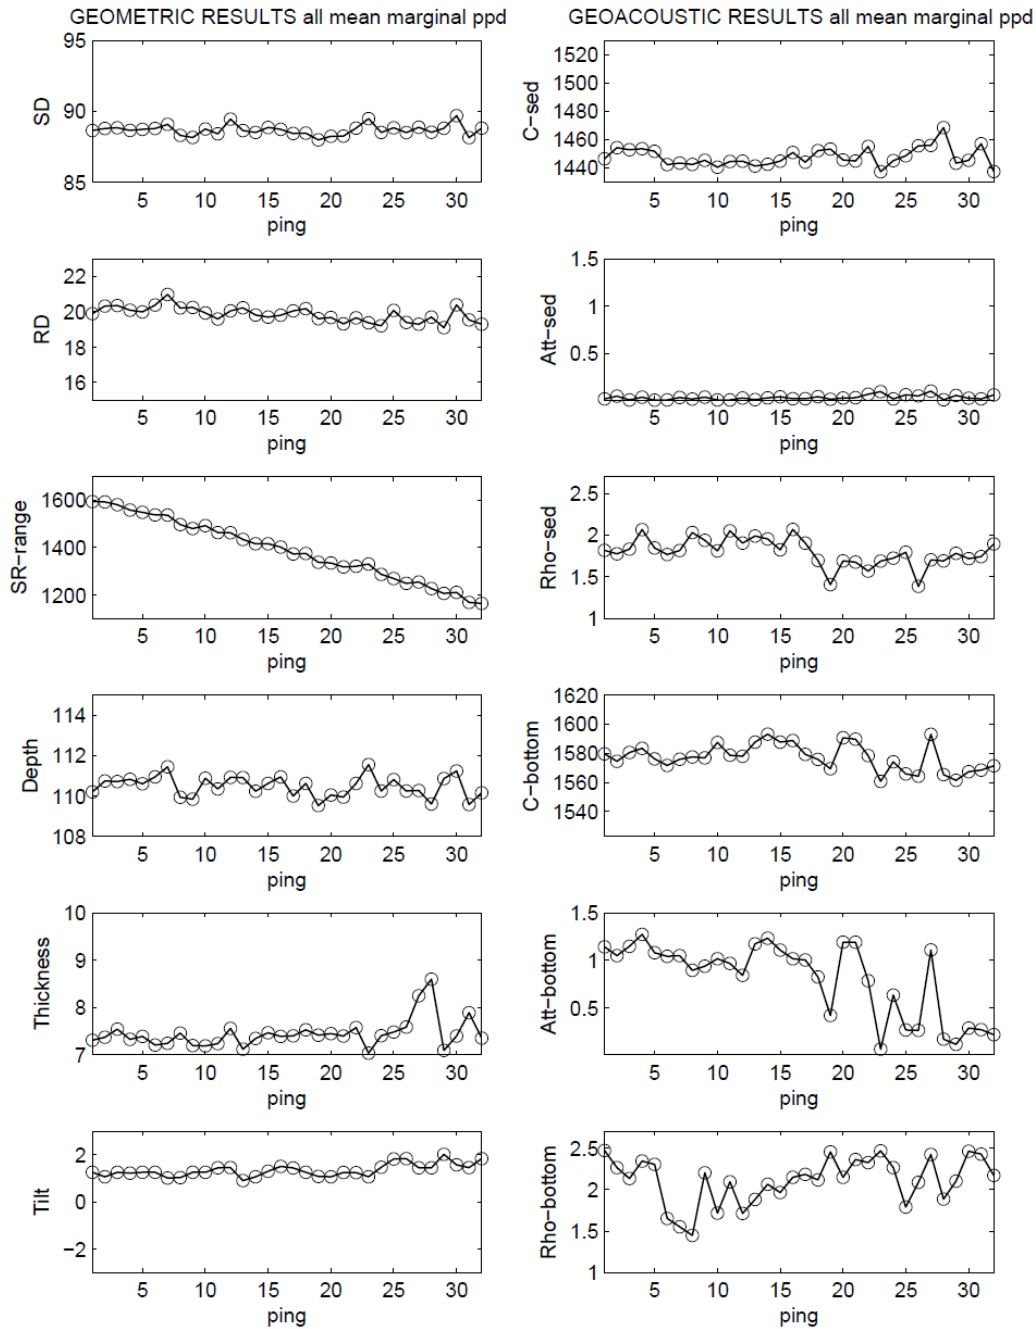 GEOMETRIC RESULTS all mean marginal ppd
GEOACOUSTIC RESULTS all mean marginal ppd
95
90
85
SD
5 10 15 20 25 30
ping
1520
1500
1480
1460
1440
C-sed
5 10 15 20 25 30
ping
22
20
18
16
RD
5 10 15 20 25 30
ping
1.5
1
0.5
Att-sed
5 10 15 20 25 30
ping
1600
1400
1200
SR-range
5 10 15 20 25 30
ping
2.5
2
1.5
1
Rho-sed
5 10 15 20 25 30
ping
114
112
110
108
Depth
5 10 15 20 25 30
ping
1620
1600
1580
1560
1540
C-bottom
5 10 15 20 25 30
ping
10
9
8
7
Thickness
5 10 15 20 25 30
ping
1.5
1
0.5
Att-bottom
5 10 15 20 25 30
ping
2
0
−2
Tilt
5 10 15 20 25 30
ping
2.5
2
1.5
1
Rho-bottom
5 10 15 20 25 30
ping